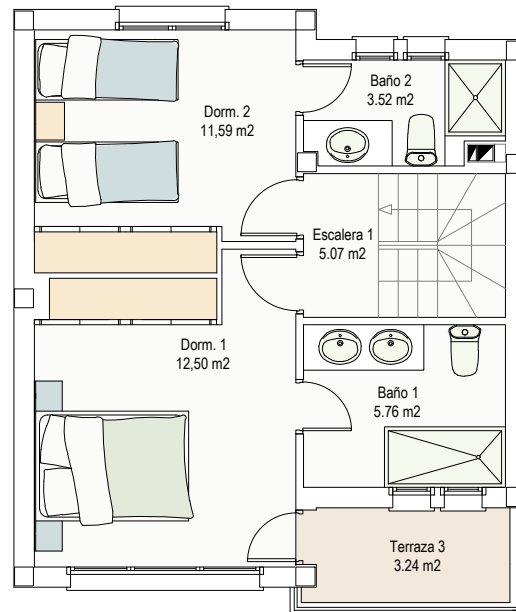 Baño 2
3.52 m2
Dorm. 2
11,59 m2
Escalera 1
5.07 m2
Dorm. 1
12,50 m2
Baño 1
5.76 m2
Terraza 3
3.24 m2